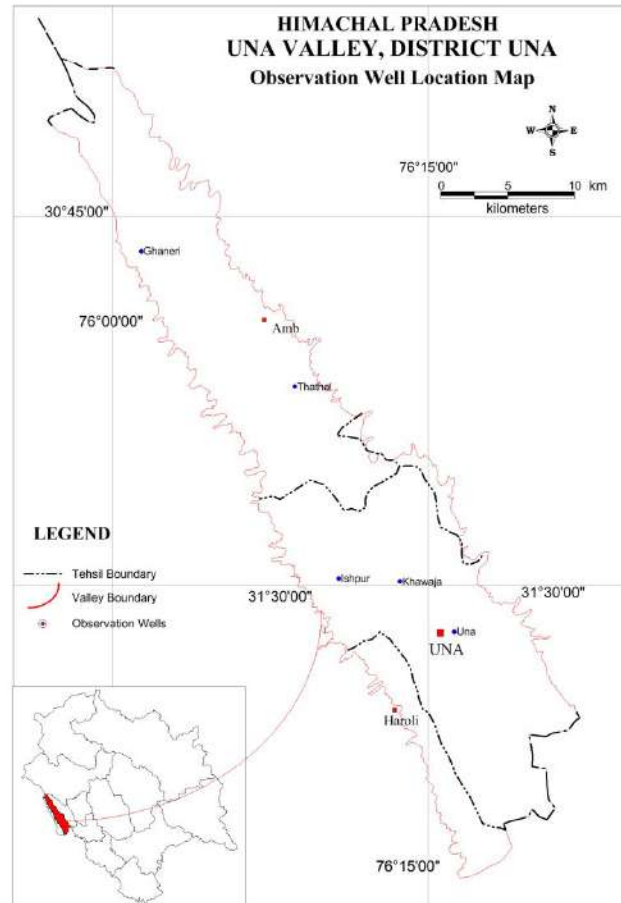 HIMACHAL PRADESH
UNA VALLEY, DISTRICT UNA
Observation Well Location Map
N
W E
S
76°15'00"
0 5 10 km
kilometers
30°45'00"
Ghaneri
76°00'00"
Amb
Thathal
LEGEND
Tehsil Boundary
Valley Boundary
Observation Wells
Ishpur
Khawaja
31°30'00"
31°30'00"
Una
UNA
Haroli
76°15'00"